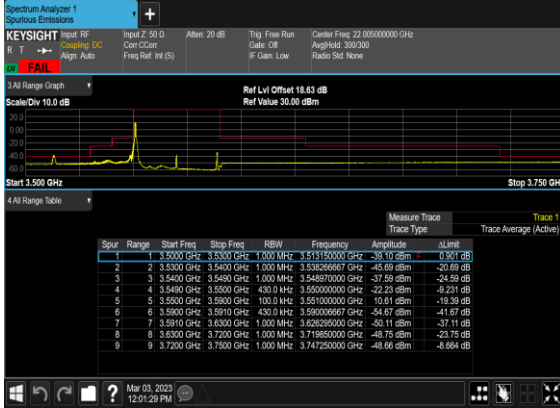 Spectrum Analyzer 1
Spurious Emissions
+
KEYSIGHT Input: RF Input Z: 50 Ω Atten: 20 dB Trig: Free Run Center Freq: 22.005000000 GHz
R T Coupling: DC Corr CCorr Gate: Off Avg|Hold: 300/300
Align: Auto Freq Ref: Int (S) IF Gain: Low Radio Std: None
FAIL
3 All Range Graph
Ref Lvl Offset 18.63 dB
Scale/Div 10.0 dB Ref Value 30.00 dBm
20.0
0.00
-20.0
-40.0
-60.0
Start 3.500 GHz Stop 3.750 GH
4 All Range Table
Measure Trace Trace 1
Trace Type Trace Average (Active)
Spur Range Start Freq Stop Freq RBW Frequency Amplitude ΔLimit
1 1 3.5000 GHz 3.5300 GHz 1.000 MHz 3.513150000 GHz -39.10 dBm F 0.901 dB
2 2 3.5300 GHz 3.5400 GHz 1.000 MHz 3.538266667 GHz -45.69 dBm -20.69 dB
3 3 3.5400 GHz 3.5490 GHz 1.000 MHz 3.548970000 GHz -37.59 dBm -24.59 dB
4 4 3.5490 GHz 3.5500 GHz 430.0 kHz 3.550000000 GHz -22.23 dBm -9.231 dB
5 5 3.5500 GHz 3.5900 GHz 100.0 kHz 3.551000000 GHz 10.61 dBm -19.39 dB
6 6 3.5900 GHz 3.5910 GHz 430.0 kHz 3.590006667 GHz -54.67 dBm -41.67 dB
7 7 3.5910 GHz 3.6300 GHz 1.000 MHz 3.626295000 GHz -50.11 dBm -37.11 dB
8 8 3.6300 GHz 3.7200 GHz 1.000 MHz 3.719850000 GHz -48.75 dBm -23.75 dB
9 9 3.7200 GHz 3.7500 GHz 1.000 MHz 3.747250000 GHz -48.66 dBm -8.664 dB
? Mar 03, 2023
12:01:29 PM